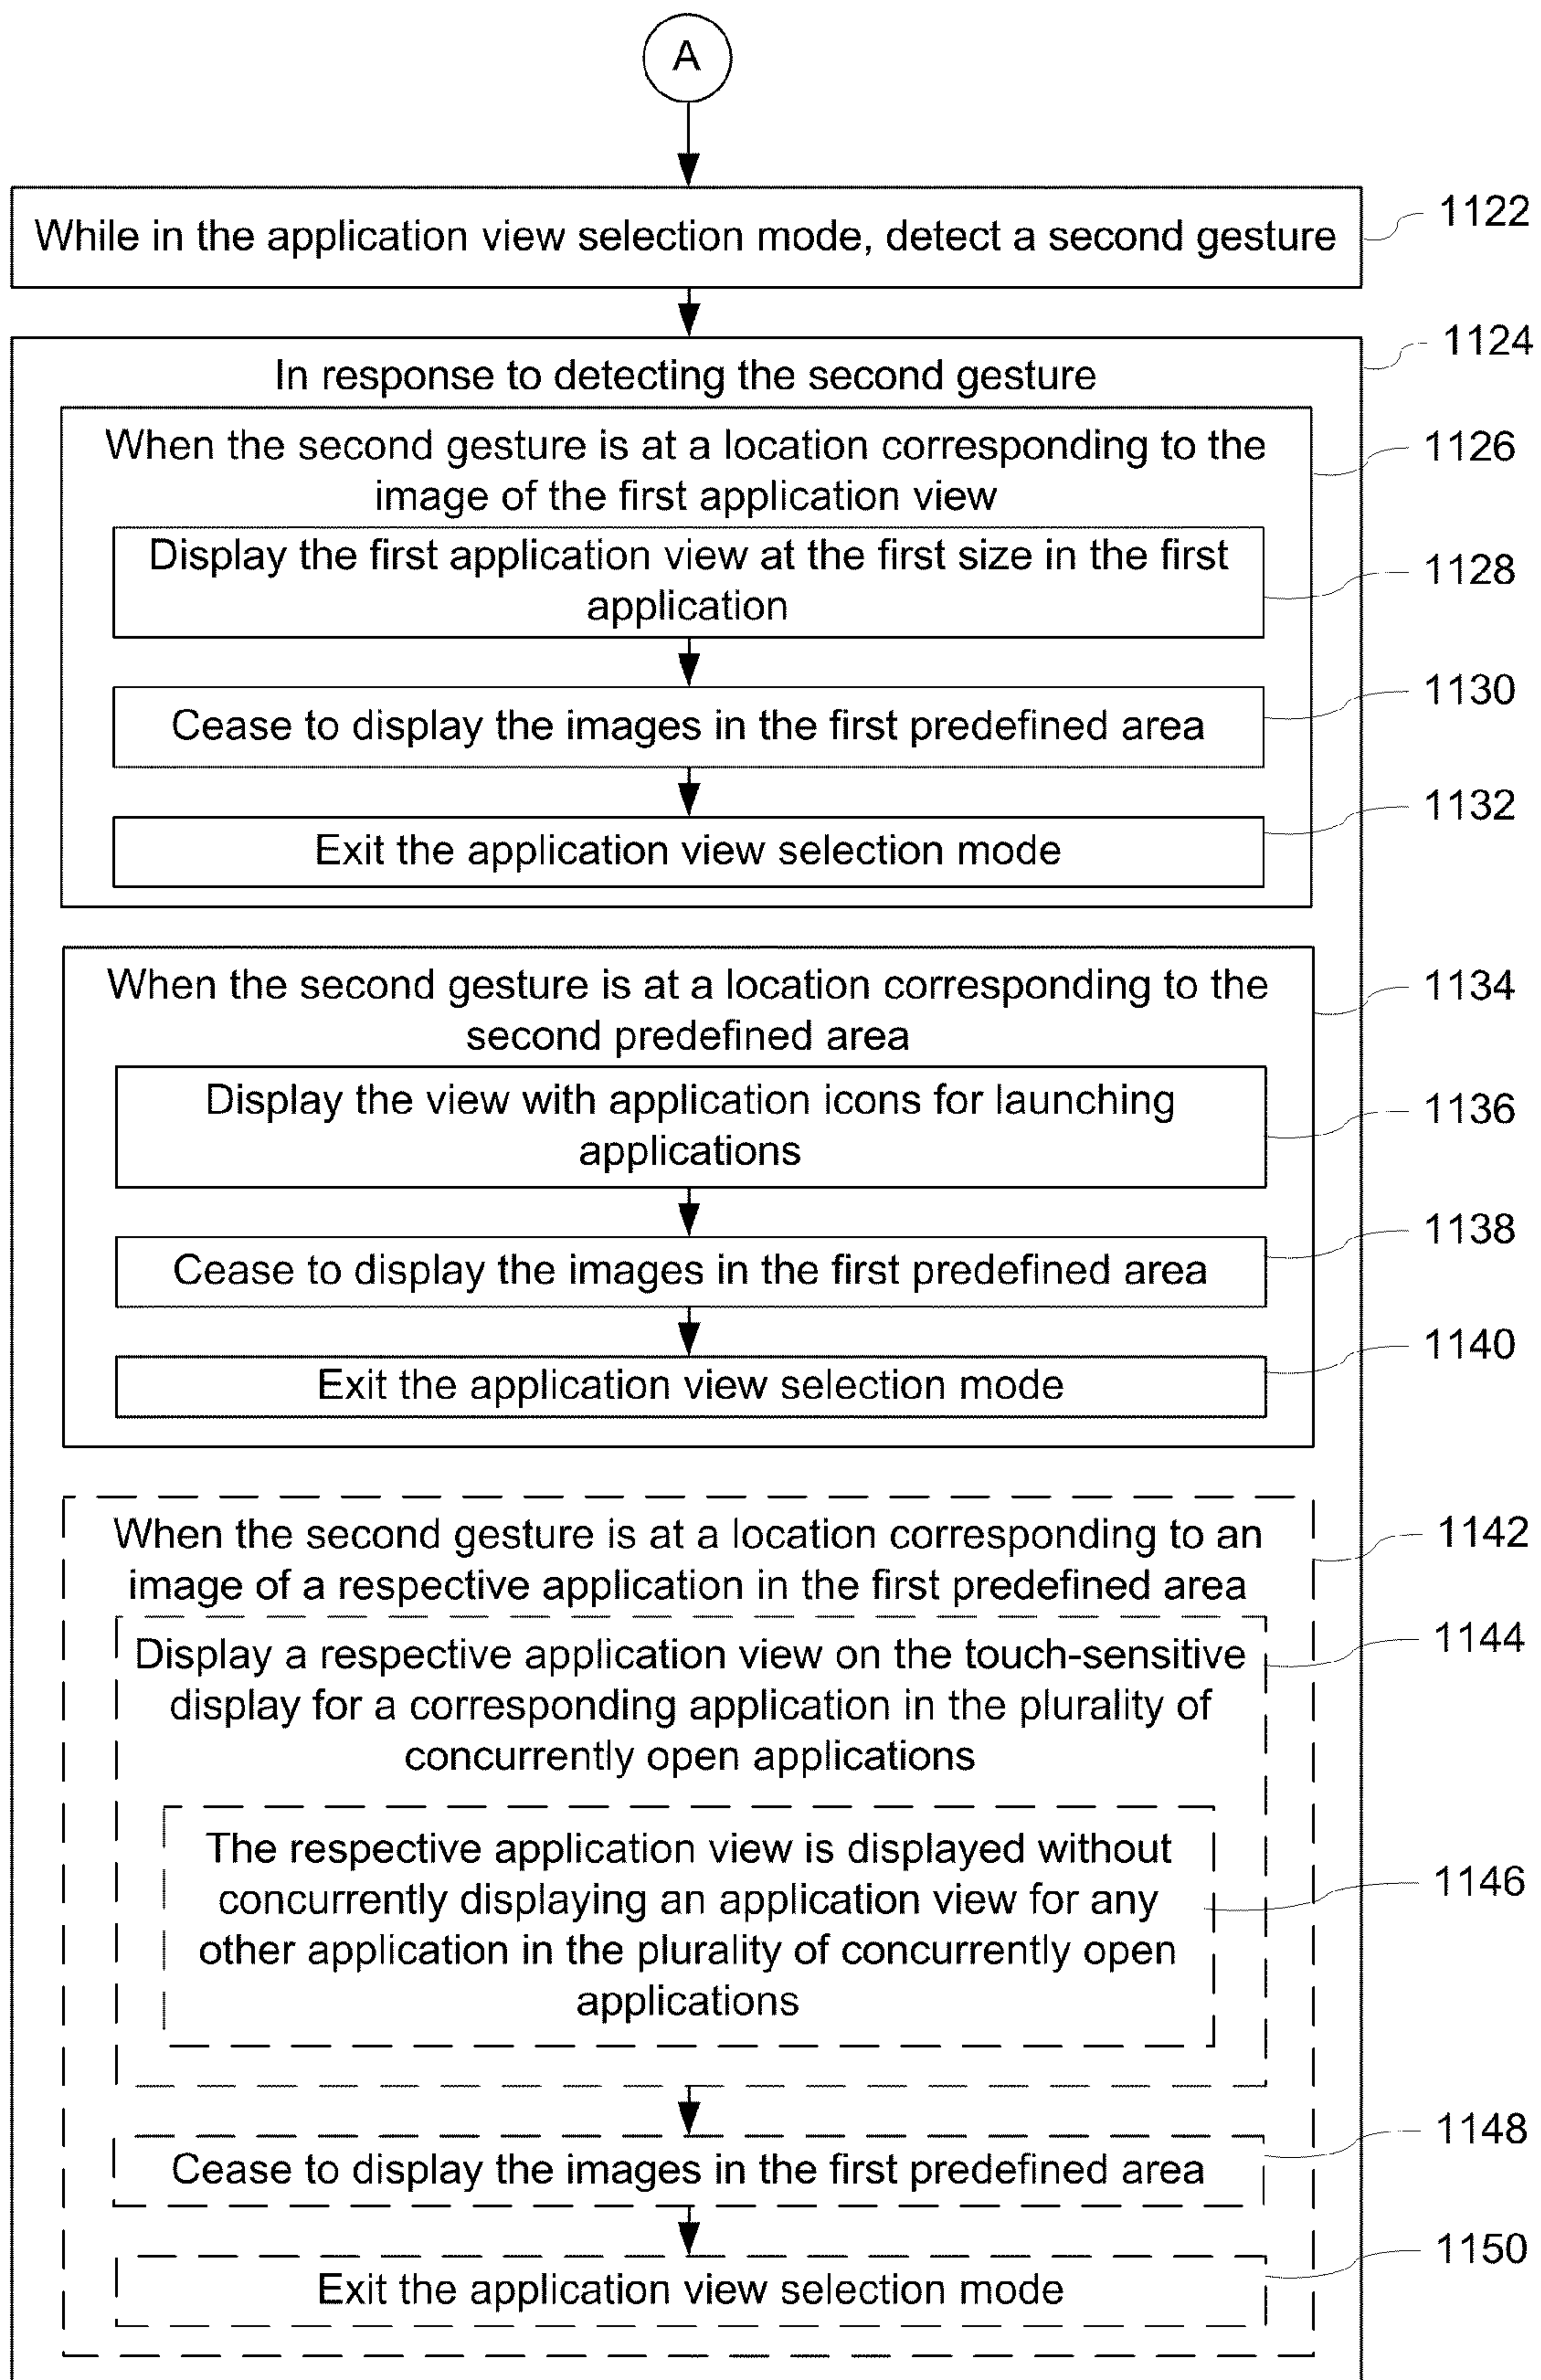 A
While in the application view selection mode, detect a second gesture
1122
1124
In response to detecting the second gesture
When the second gesture is at a location corresponding to the
image of the first application view
1126
Display the first application view at the first size in the first
application
1128
Cease to display the images in the first predefined area
1130
Exit the application view selection mode
1132
When the second gesture is at a location corresponding to the
second predefined area
1134
Display the view with application icons for launching
applications
1136
Cease to display the images in the first predefined area
1138
Exit the application view selection mode
1140
When the second gesture is at a location corresponding to an
image of a respective application in the first predefined area
1142
Display a respective application view on the touch-sensitive
display for a corresponding application in the plurality of
concurrently open applications
1144
The respective application view is displayed without
concurrently displaying an application view for any
other application in the plurality of concurrently open
applications
1146
Cease to display the images in the first predefined area
1148
Exit the application view selection mode
1150